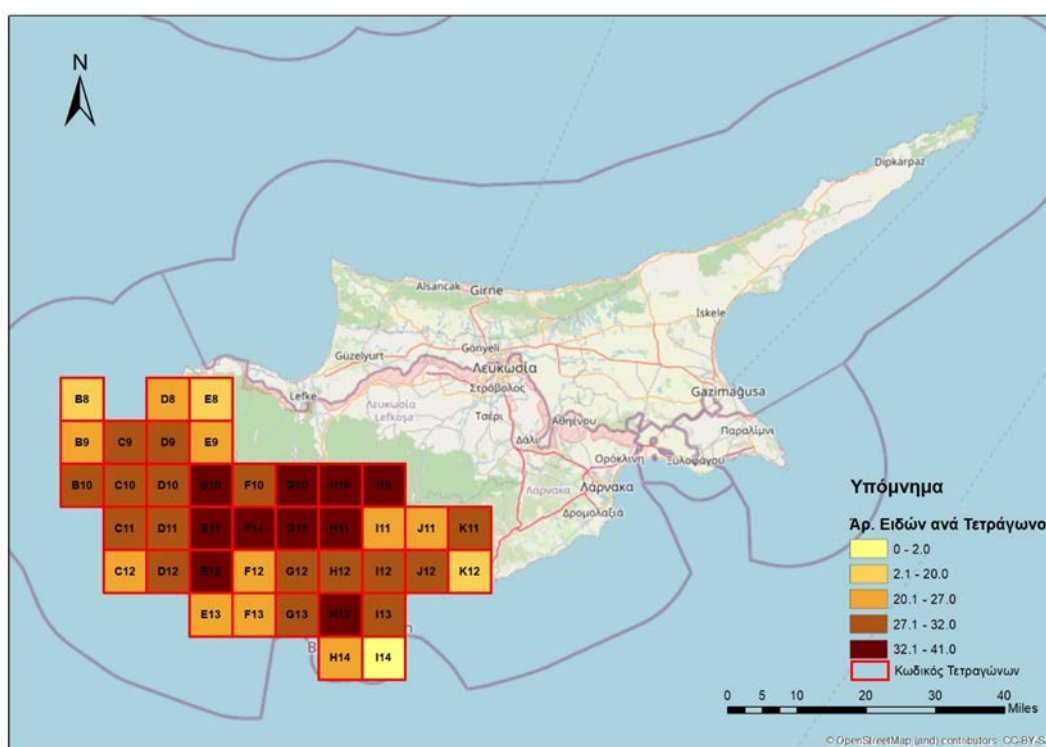 N
Dipkarpaz
Alsancak
Girne
İskele
Güzelyurt
Gönyeli
Λευκωσία
Στρόβολος
Lefke
Λευκωσία
Lefkoşa
Τσέρι
Gazimağusa
Αθηένου
Παραλίμνι
Δάλι
Ορόκλινη
Ξυλοφάγου
Λάρνακα
Λάρνακα
Δρομολαξιά
B8 D8 E8
B9 C9 D9 E9
B10 C10 D10 E10 F10 G10 H10 I10
C11 D11 E11 F11 G11 H11 I11 J11 K11
C12 D12 E12 F12 G12 H12 I12 J12 K12
E13 F13 G13 H13 I13
H14 I14
Υπόμνημα
Άρ. Ειδών ανά Τετράγωνο
0 - 2.0
2.1 - 20.0
20.1 - 27.0
27.1 - 32.0
32.1 - 41.0
Κωδικός Τετραγώνων
0 5 10 20 30 40
Miles
© OpenStreetMap (and) contributors, CC-BY-S